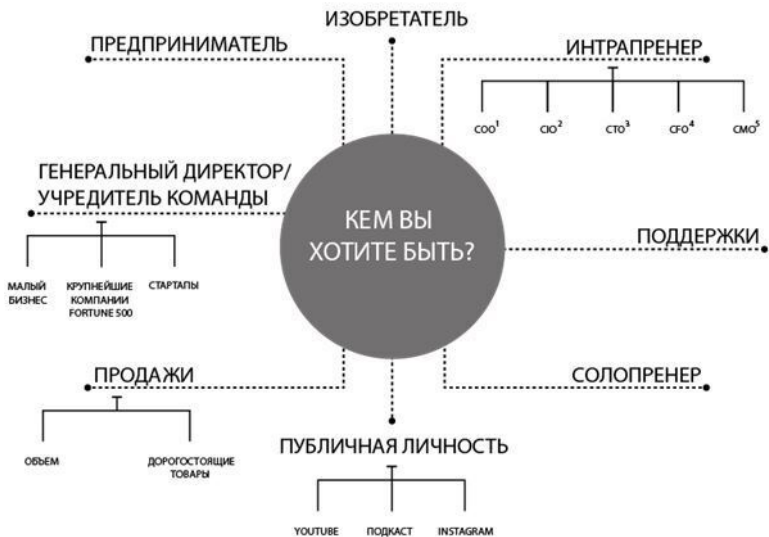 ИЗОБРЕТАТЕЛЬ
ПРЕДПРИНИМАТЕЛЬ
ИНТРАПРЕНЕР
COO¹
CIO²
CTO³
CFO⁴
CMO⁵
ГЕНЕРАЛЬНЫЙ ДИРЕКТОР/
УЧРЕДИТЕЛЬ КОМАНДЫ
МАЛЫЙ
БИЗНЕС
КРУПНЕЙШИЕ
КОМПАНИИ
FORTUNE 500
СТАРТАПЫ
КЕМ ВЫ
ХОТИТЕ БЫТЬ?
ПОДДЕРЖКИ
ПРОДАЖИ
ОБЪЕМ
ДОРОГОСТОЯЩИЕ
ТОВАРЫ
СОЛОПРЕНЕР
ПУБЛИЧНАЯ ЛИЧНОСТЬ
YOUTUBE
ПОДКАСТ
INSTAGRAM